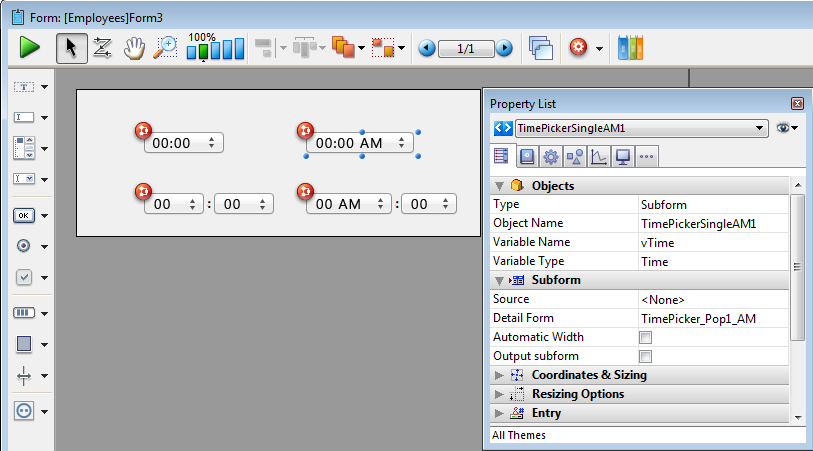 Form: [Employees]Form3
100%
1/1
T
OK
00:00
00:00 AM
00 : 00
00 AM : 00
Property List
TimePickerSingleAM1
Objects
Type Subform
Object Name TimePickerSingleAM1
Variable Name vTime
Variable Type Time
Subform
Source <None>
Detail Form TimePicker_Pop1_AM
Automatic Width
Output subform
Coordinates & Sizing
Resizing Options
Entry
All Themes